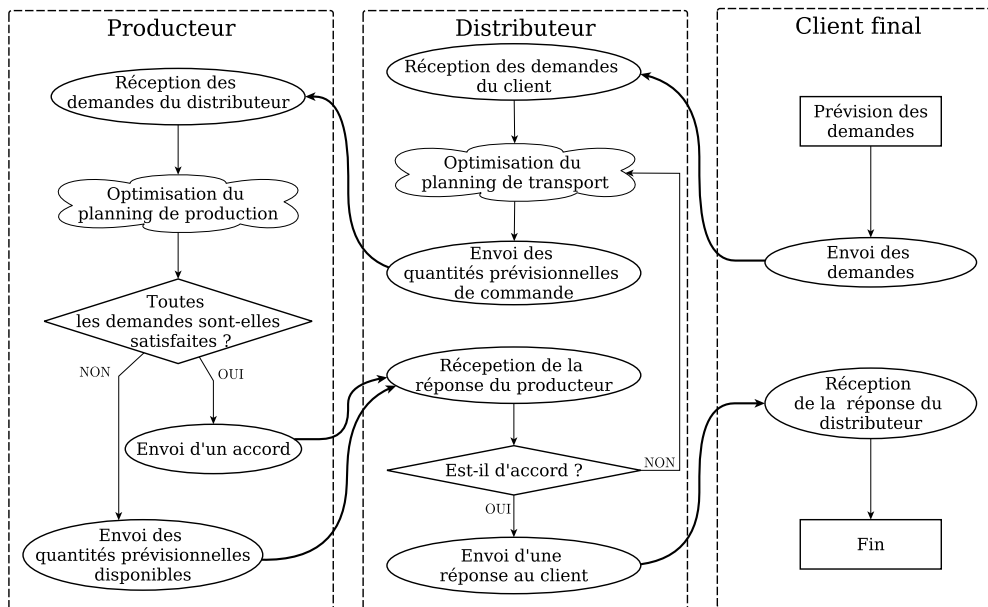 Producteur
Réception des
demandes du distributeur
Optimisation du
planning de production
Toutes
les demandes sont-elles
satisfaites ?
NON
OUI
Envoi d'un accord
Envoi des
quantités prévisionnelles
disponibles
Distributeur
Réception des demandes
du client
Optimisation du
planning de transport
Envoi des
quantités prévisionnelles
de commande
Récepetion de la
réponse du producteur
Est-il d'accord ?
NON
OUI
Envoi d'une
réponse au client
Client final
Prévision des
demandes
Envoi des
demandes
Réception
de la réponse du
distributeur
Fin